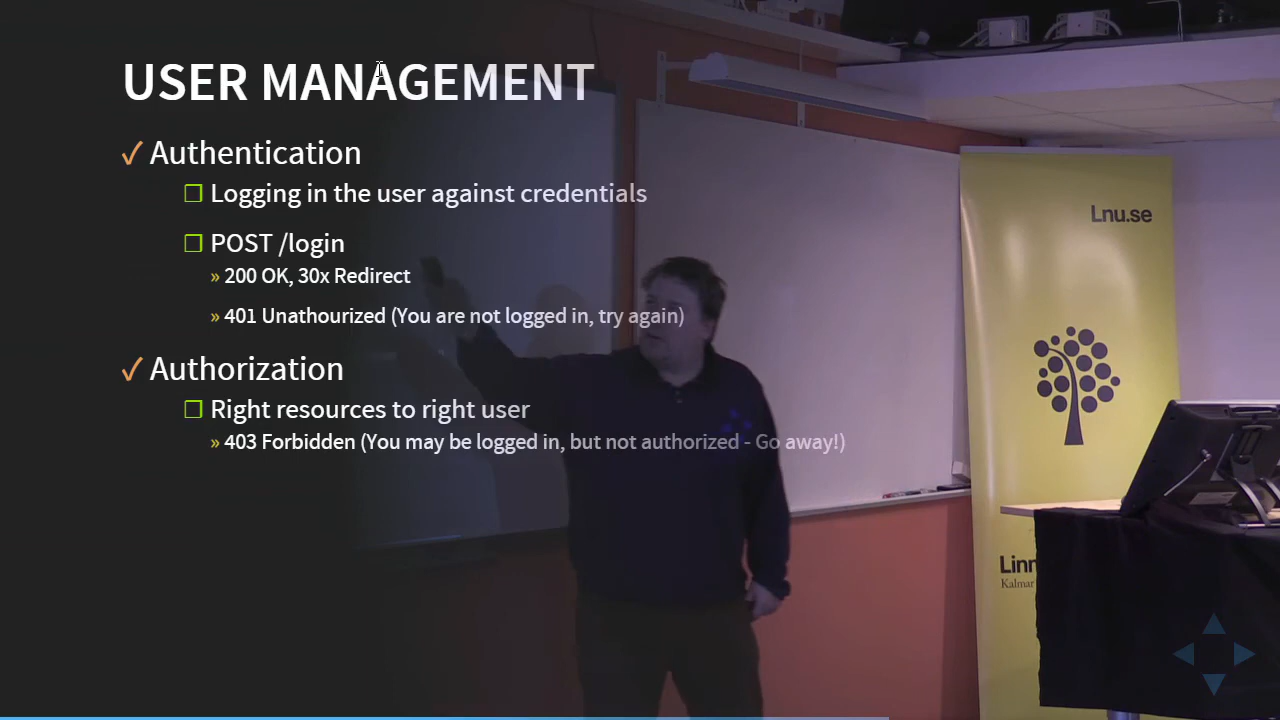 USER MANAGEMENT
✓ Authentication
❐ Logging in the user against credentials
❐ POST /login
» 200 OK, 30x Redirect
» 401 Unathourized (You are not logged in, try again)
✓ Authorization
❐ Right resources to right user
» 403 Forbidden (You may be logged in, but not authorized - Go away!)
Lnu.se
Kalmar